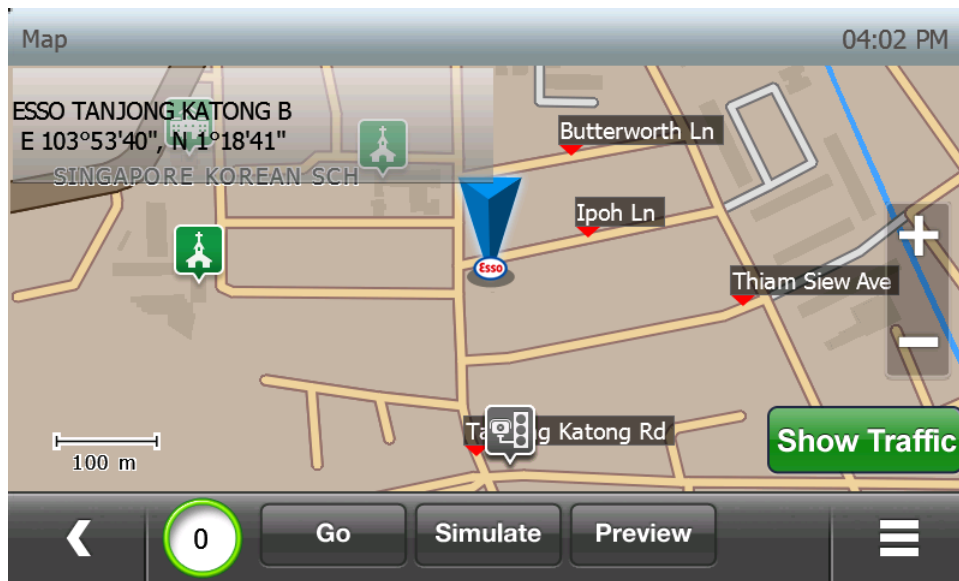 Map
04:02 PM
ESSO TANJONG KATONG B
E 103°53'40", N 1°18'41"
SINGAPORE KOREAN SCH
Butterworth Ln
Ipoh Ln
Esso
Thiam Siew Ave
+
−
Katong Rd
100 m
Show Traffic
0
Go
Simulate
Preview